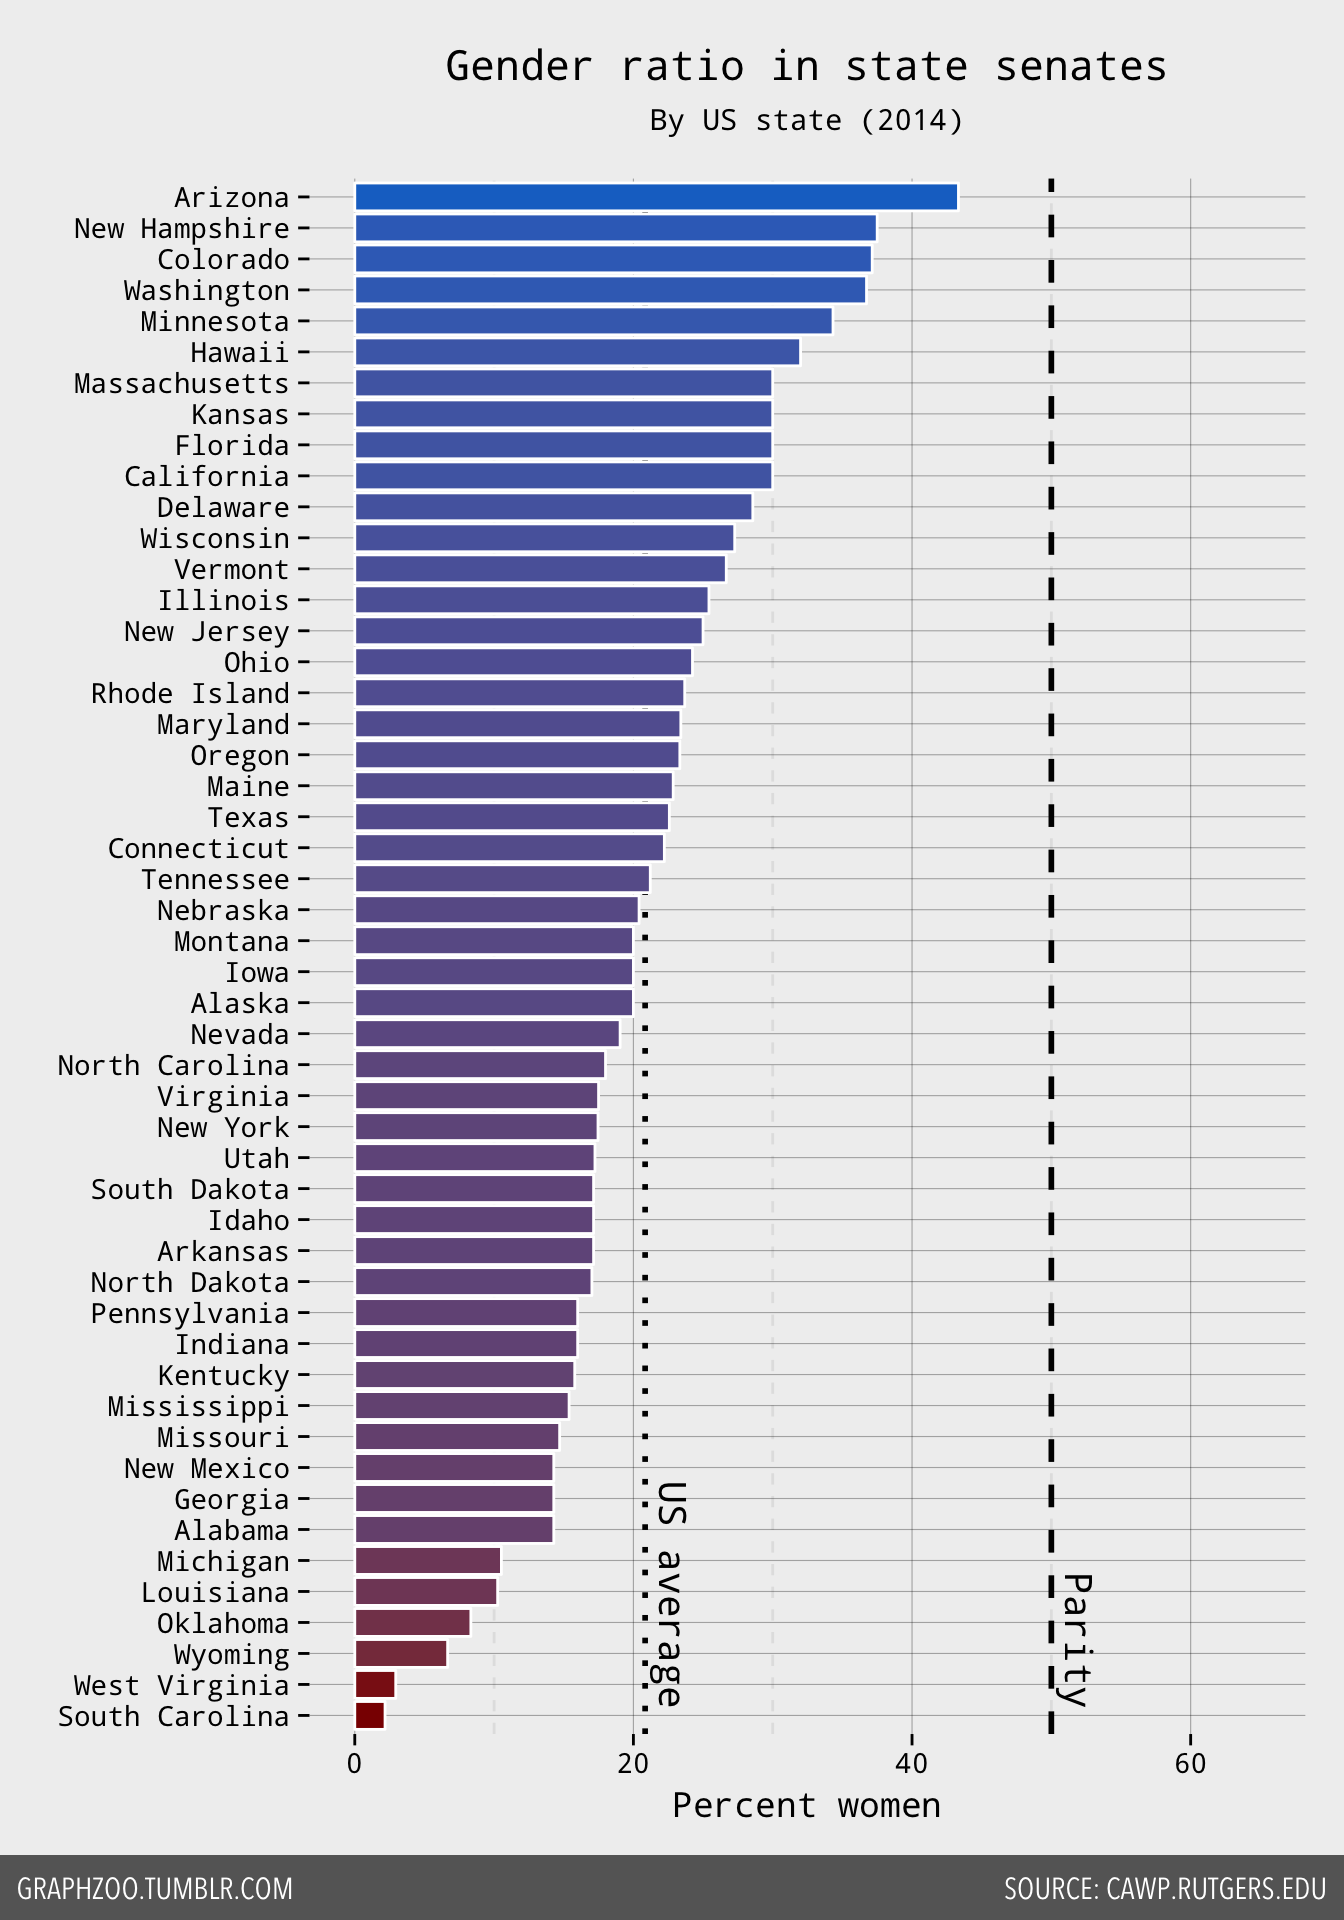 Gender ratio in state senates
By US state (2014)
Arizona
New Hampshire
Colorado
Washington
Minnesota
Hawaii
Massachusetts
Kansas
Florida
California
Delaware
Wisconsin
Vermont
Illinois
New Jersey
Ohio
Rhode Island
Maryland
Oregon
Maine
Texas
Connecticut
Tennessee
Nebraska
Montana
Iowa
Alaska
Nevada
North Carolina
Virginia
New York
Utah
South Dakota
Idaho
Arkansas
North Dakota
Pennsylvania
Indiana
Kentucky
Mississippi
Missouri
New Mexico
Georgia
Alabama
Michigan
Louisiana
Oklahoma
Wyoming
West Virginia
South Carolina
US average
Parity
0 20 40 60
Percent women
GRAPHZOO.TUMBLR.COM
SOURCE: CAWP.RUTGERS.EDU